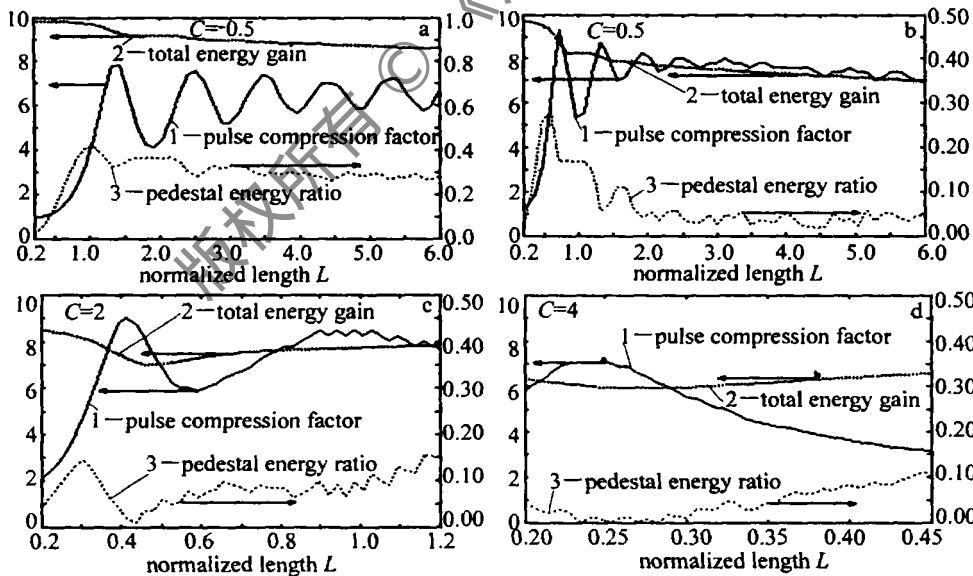 C=-0.5
a
2—total energy gain
1—pulse compression factor
3—pedestal energy ratio
10
8
6
4
2
0
1.0
0.8
0.6
0.4
0.2
0.0
0.2 1.0 2.0 3.0 4.0 5.0 6.0
normalized length L
C=0.5
b
2—total energy gain
1—pulse compression factor
3—pedestal energy ratio
10
8
6
4
2
0
0.50
0.40
0.30
0.20
0.10
0.00
0.2 1.0 2.0 3.0 4.0 5.0 6.0
normalized length L
C=2
c
2—total energy gain
1—pulse compression factor
3—pedestal energy ratio
10
8
6
4
2
0
0.50
0.40
0.30
0.20
0.10
0.00
0.2 0.4 0.6 0.8 1.0 1.2
normalized length L
C=4
d
1—pulse compression factor
2—total energy gain
3—pedestal energy ratio
10
8
6
4
2
0
0.50
0.40
0.30
0.20
0.10
0.00
0.20 0.25 0.30 0.35 0.40 0.45
normalized length L
版权所有 © 《